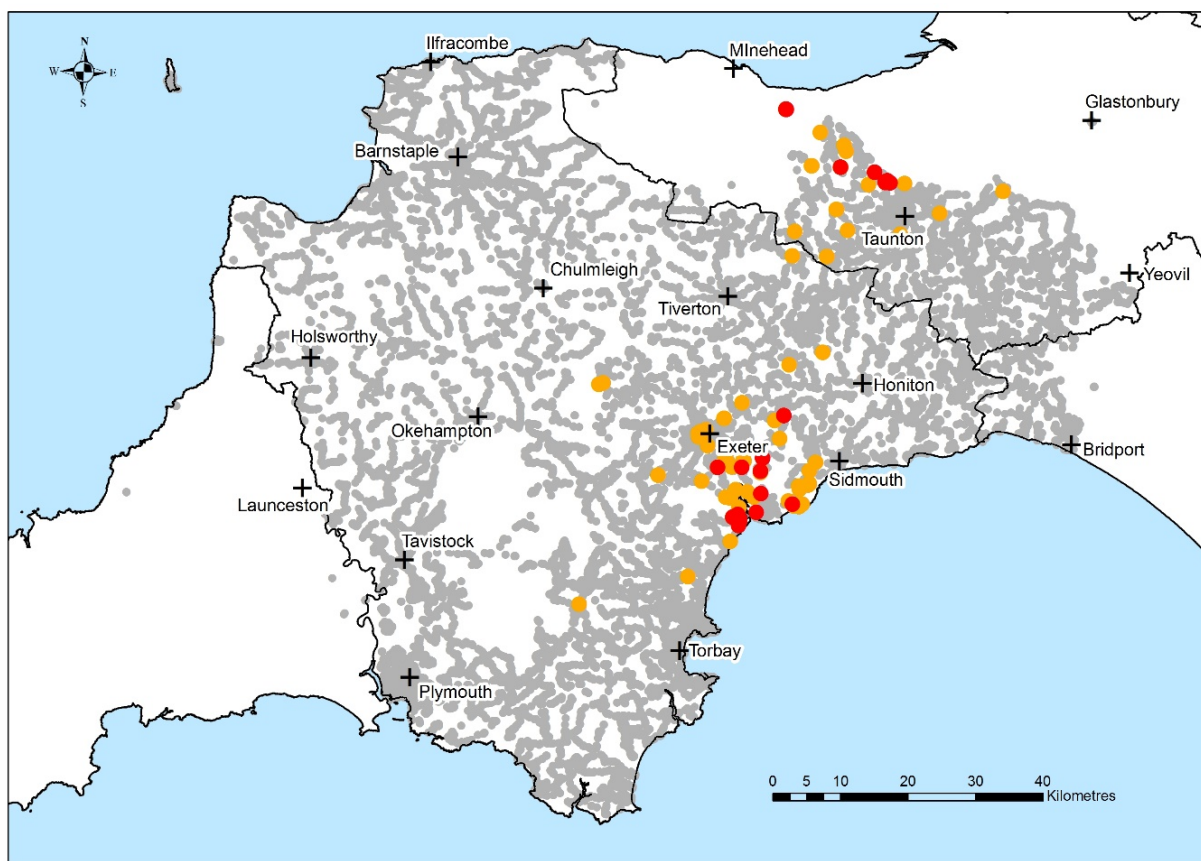 N
W E
S
Ilfracombe
MInehead
Glastonbury
Barnstaple
Taunton
Yeovil
Chulmleigh
Tiverton
Holsworthy
Honiton
Okehampton
Exeter
Bridport
Sidmouth
Launceston
Tavistock
Torbay
Plymouth
0 5 10 20 30 40
Kilometres